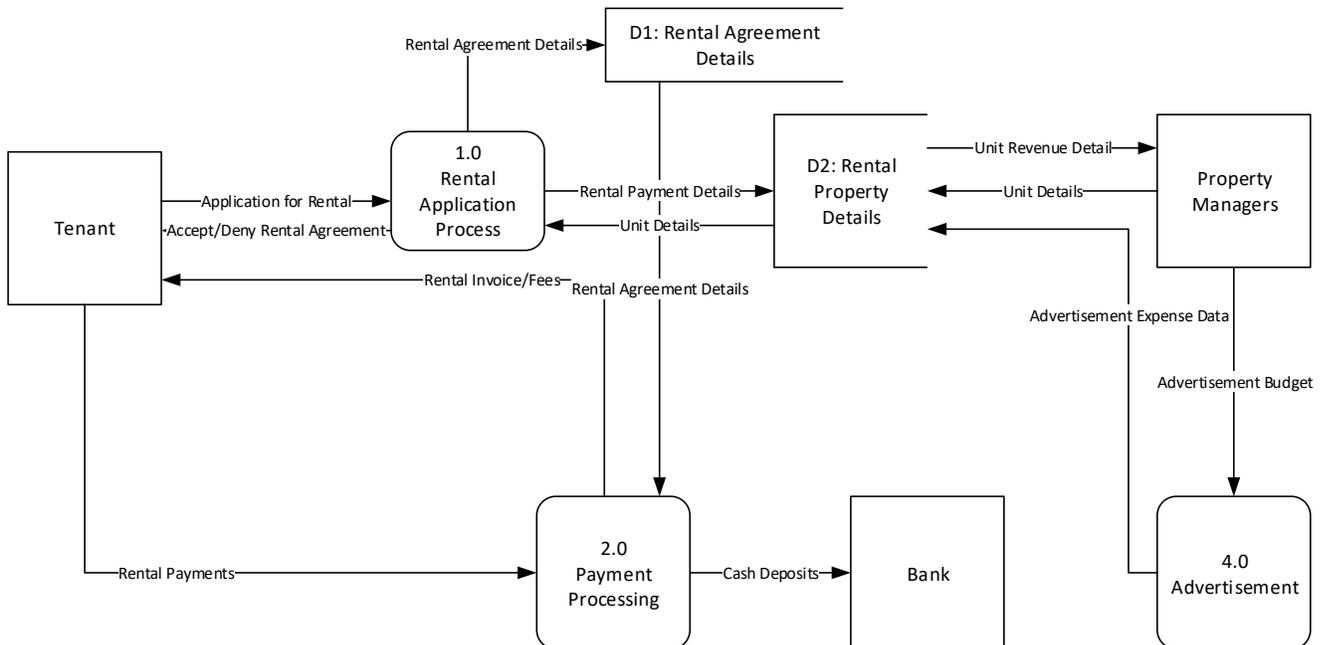 Rental Agreement Details
D1: Rental Agreement
Details
1.0
Rental
Application
Process
Tenant
Application for Rental
Accept/Deny Rental Agreement
Rental Payment Details
Unit Details
D2: Rental
Property
Details
Unit Revenue Detail
Unit Details
Property
Managers
Rental Invoice/Fees
Rental Agreement Details
Advertisement Expense Data
Advertisement Budget
Rental Payments
2.0
Payment
Processing
Cash Deposits
Bank
4.0
Advertisement